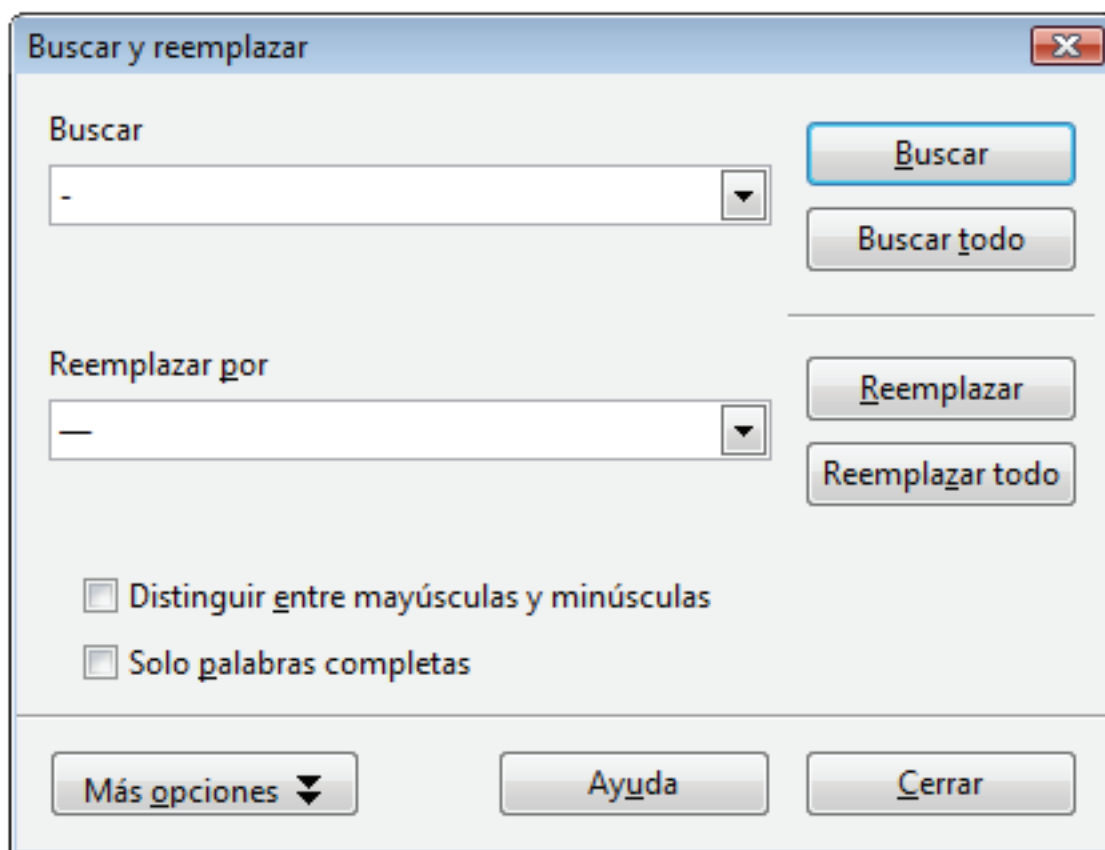 Buscar y reemplazar
Buscar
-
Buscar
Buscar todo
Reemplazar por
—
Reemplazar
Reemplazar todo
Distinguir entre mayúsculas y minúsculas
Solo palabras completas
Más opciones
Ayuda
Cerrar